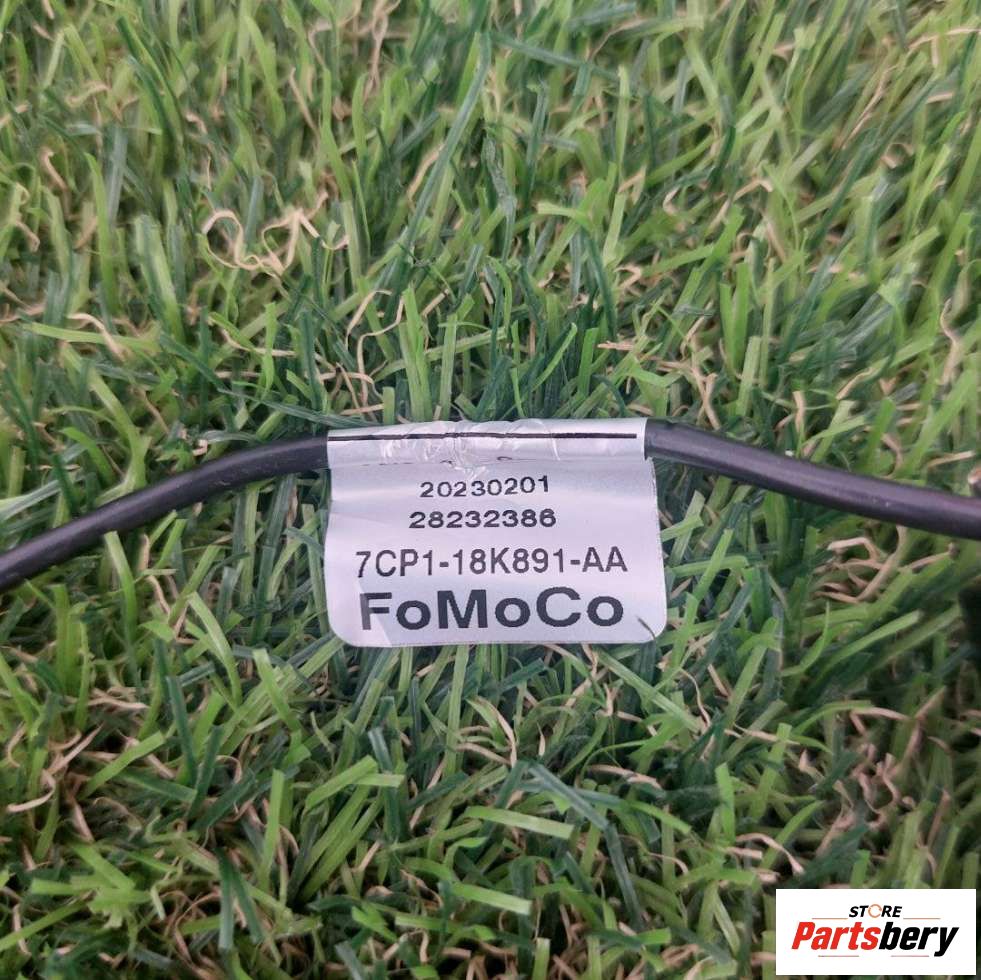 20230201
28232386
7CP1-18K891-AA
FoMoCo
STORE
Partsbery